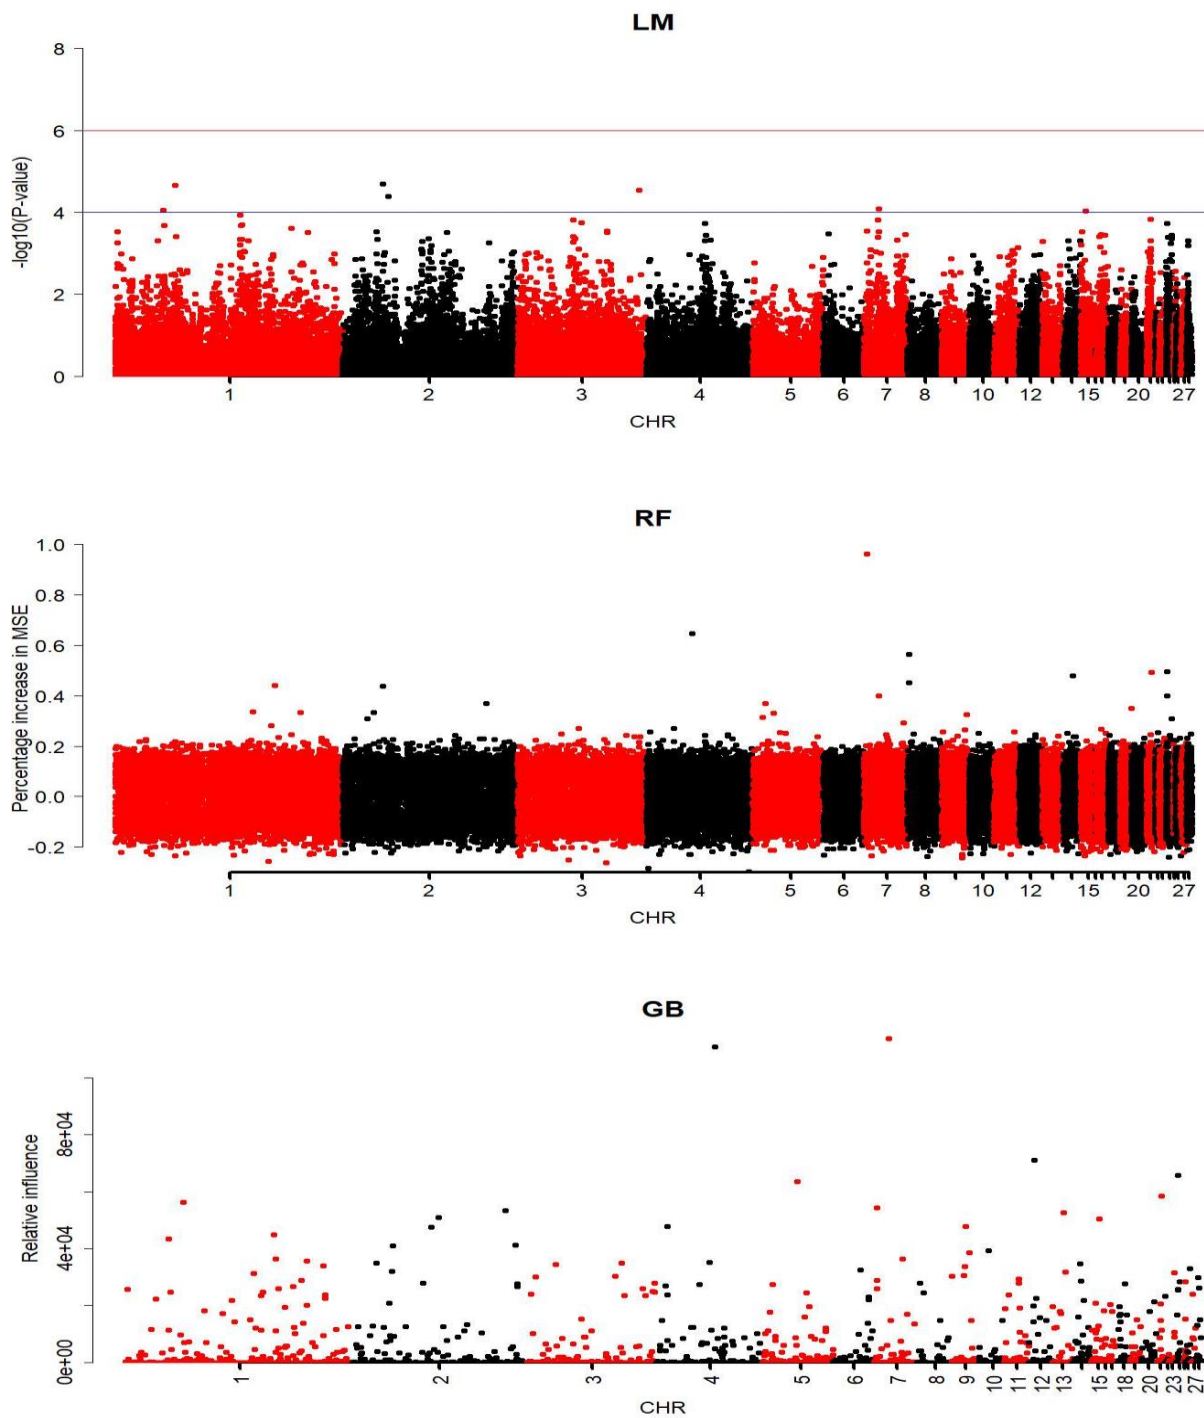 LM
8
6
4
2
0
-log10(P-value)
1 2 3 4 5 6 7 8 10 12 15 20 27
CHR
RF
1.0
0.8
0.6
0.4
0.2
0.0
-0.2
Percentage increase in MSE
1 2 3 4 5 6 7 8 10 12 15 20 27
CHR
GB
8e+04
4e+04
0e+00
Relative influence
1 2 3 4 5 6 7 8 9 10 11 12 13 15 18 20 23 27 27
CHR